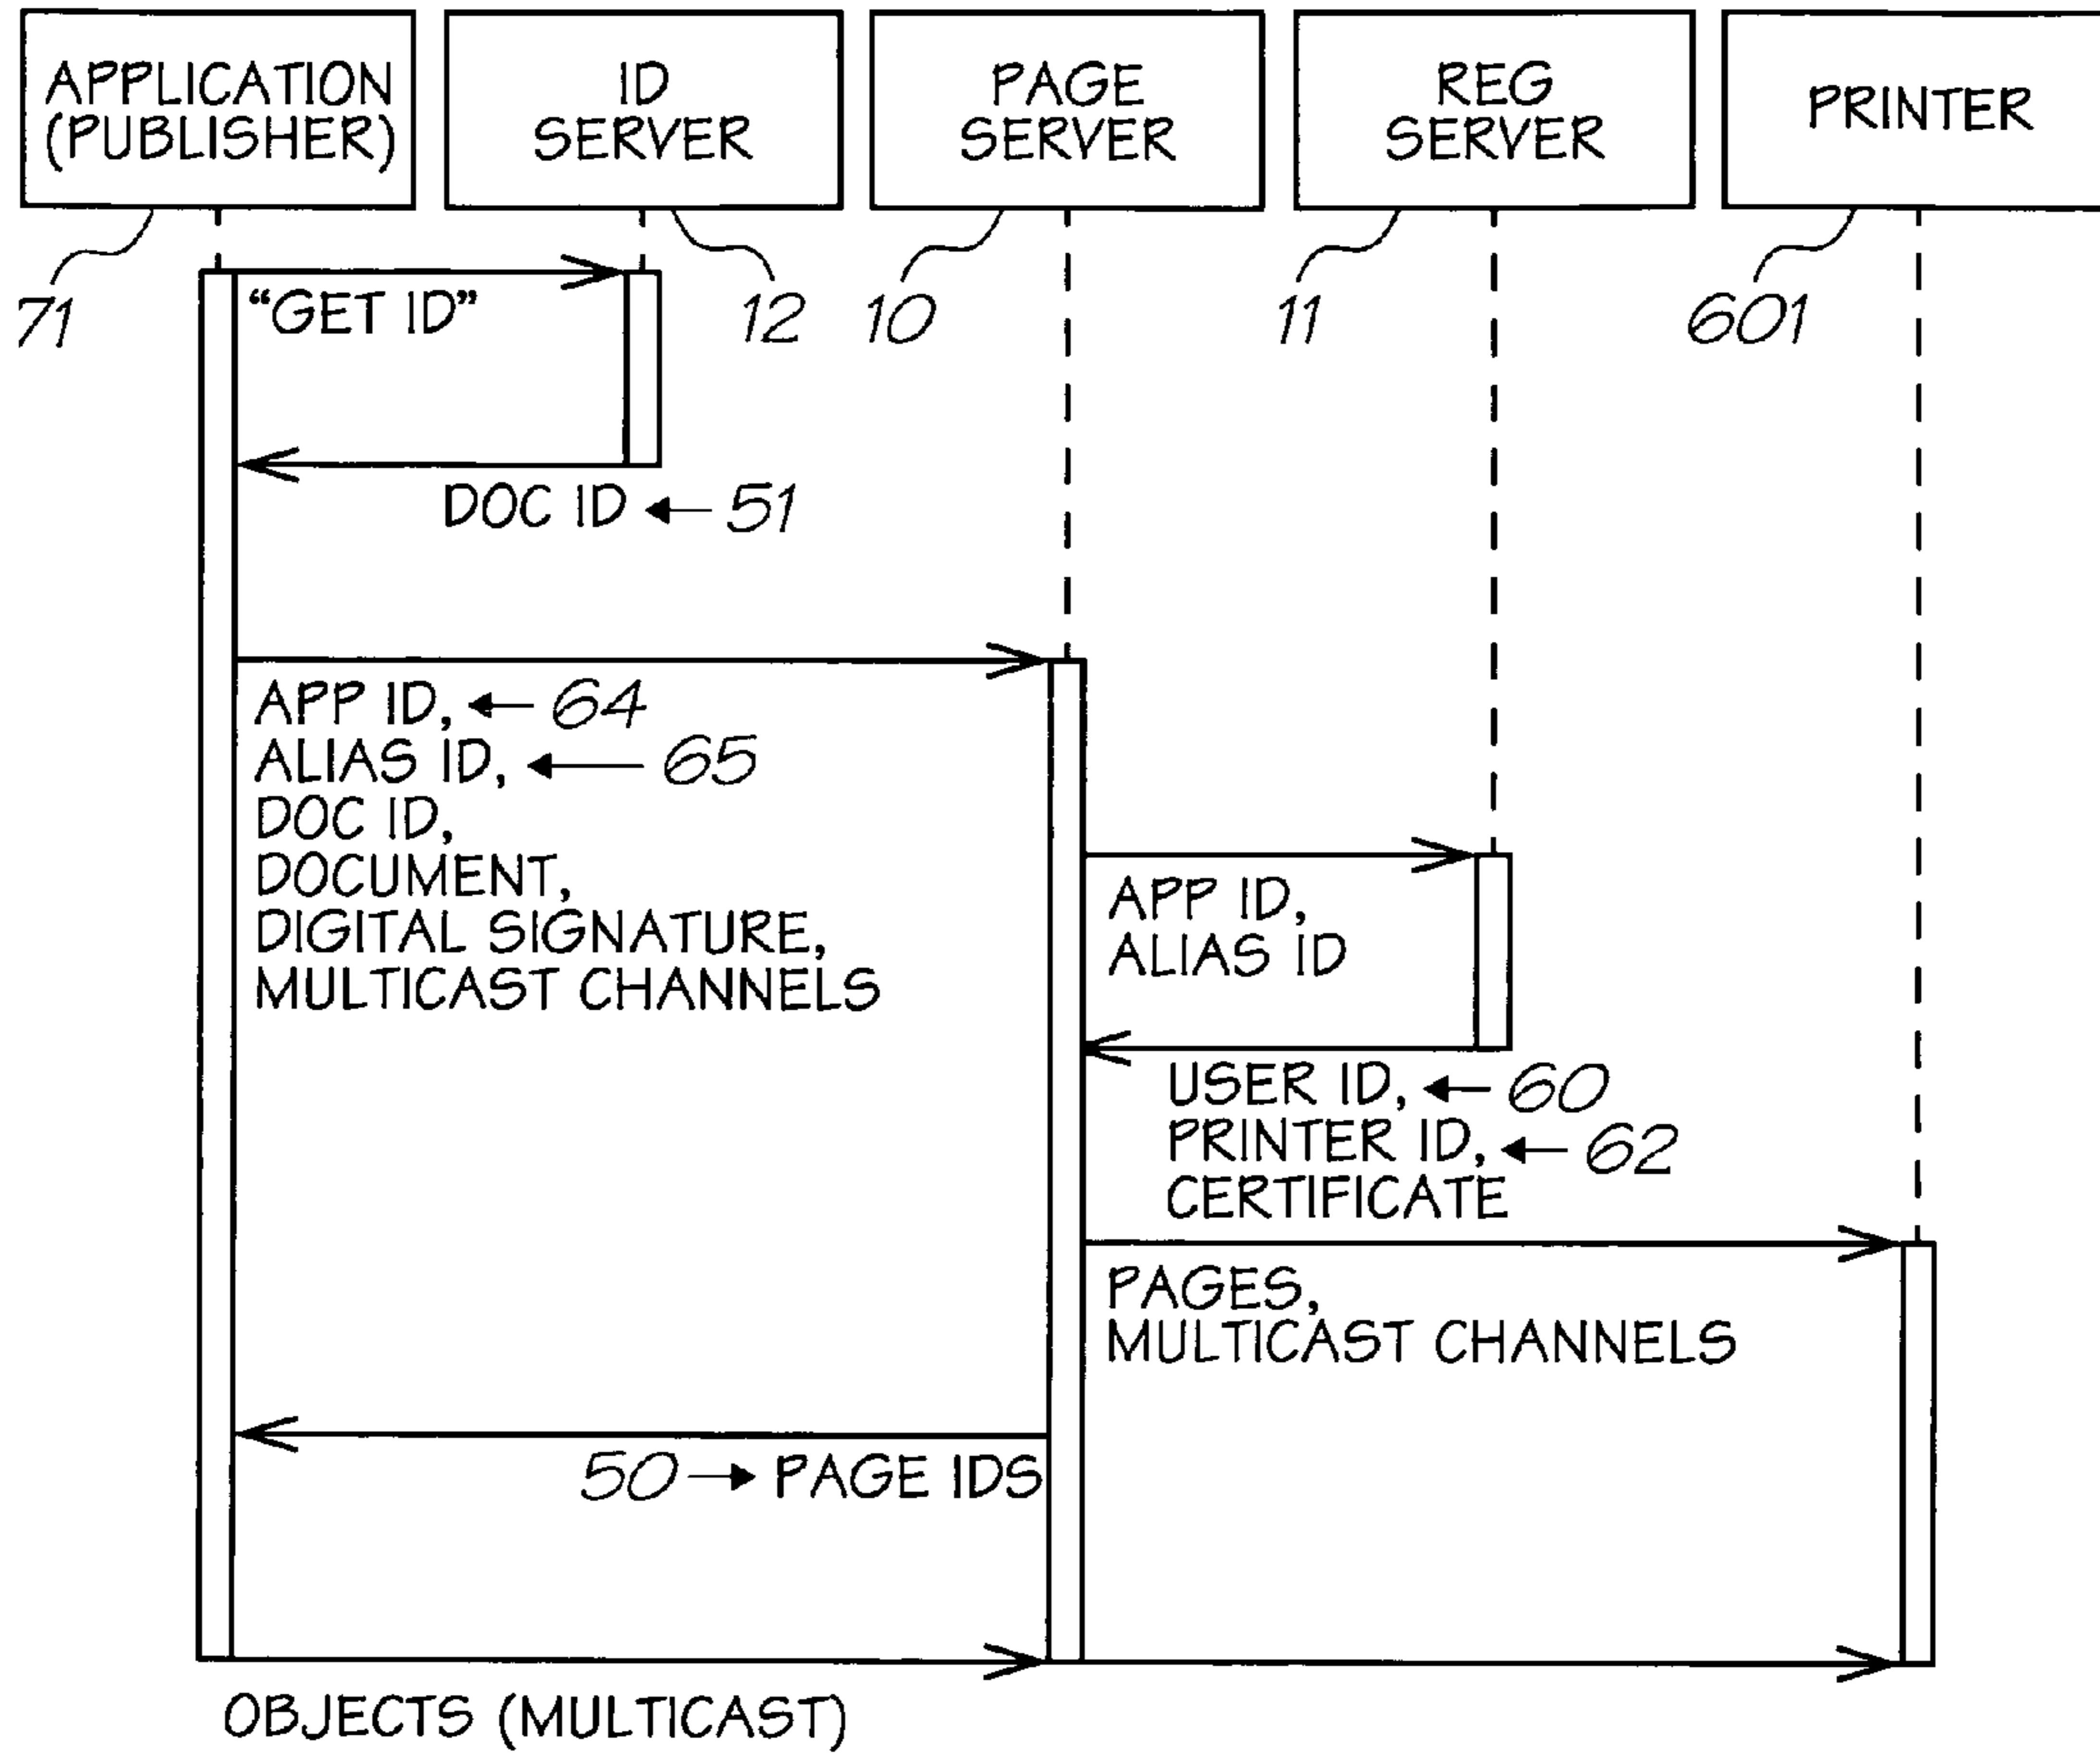 APPLICATION
(PUBLISHER)
ID
SERVER
PAGE
SERVER
REG
SERVER
PRINTER
71
12
10
11
601
“GET ID”
DOC ID
51
APP ID,
64
ALIAS ID,
65
DOC ID,
DOCUMENT,
DIGITAL SIGNATURE,
MULTICAST CHANNELS
APP ID,
ALIAS ID
USER ID,
60
PRINTER ID,
62
CERTIFICATE
PAGES,
MULTICAST CHANNELS
50
PAGE IDS
OBJECTS (MULTICAST)